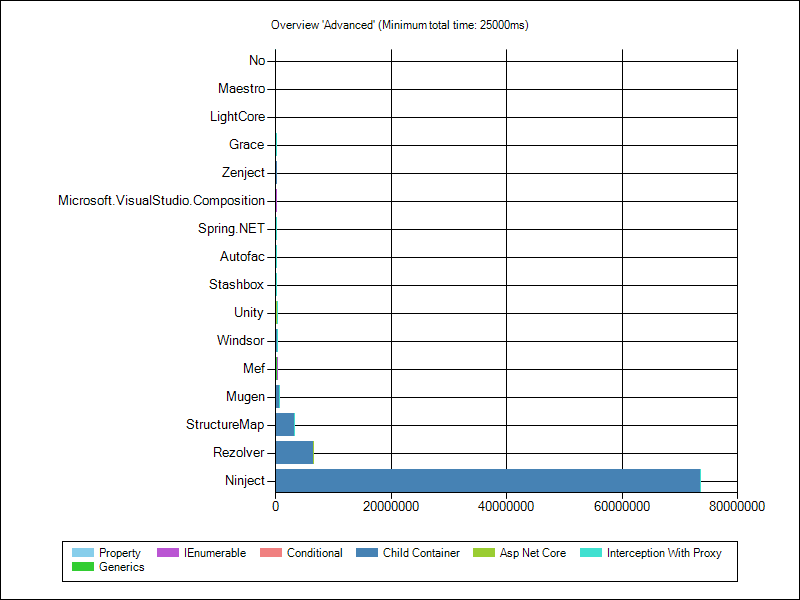 Overview 'Advanced' (Minimum total time: 25000ms)
No
Maestro
LightCore
Grace
Zenject
Microsoft.VisualStudio.Composition
Spring.NET
Autofac
Stashbox
Unity
Windsor
Mef
Mugen
StructureMap
Rezolver
Ninject
0 20000000 40000000 60000000 80000000
Property IEnumerable Conditional Child Container Asp Net Core Interception With Proxy
Generics